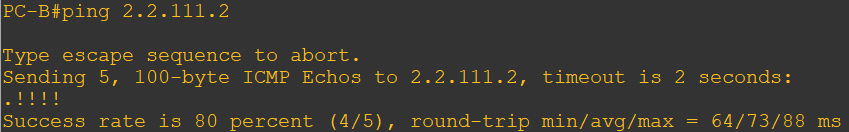 PC-B#ping 2.2.111.2
Type escape sequence to abort.
Sending 5, 100-byte ICMP Echos to 2.2.111.2, timeout is 2 seconds:
.!!!!
Success rate is 80 percent (4/5), round-trip min/avg/max = 64/73/88 ms